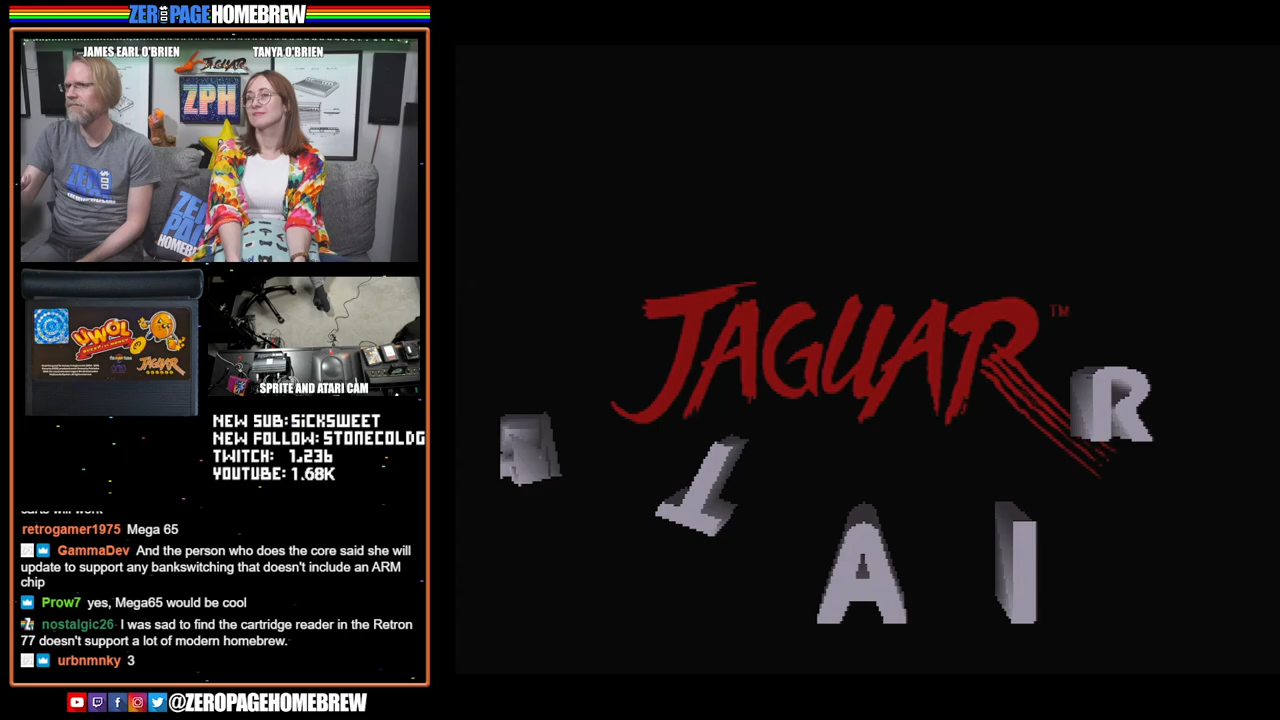 ZERO PAGE HOMEBREW
JAMES EARL O'BRIEN
TANYA O'BRIEN
JAGUAR
ZPH
UWOL
JAGUAR
SPRITE AND ATARI CAM
NEW SUB: SICKSWEET
NEW FOLLOW: STONECOLDG
TWITCH: 1.236
YOUTUBE: 1.68K
retrogamer1975 Mega 65
GammaDev And the person who does the core said she will
update to support any bankswitching that doesn't include an ARM
chip
Prow7 yes, Mega65 would be cool
nostalgic26 I was sad to find the cartridge reader in the Retron
77 doesn't support a lot of modern homebrew.
urbnmnky 3
@ZEROPAGEHOMEBREW
JAGUAR™
T A I R